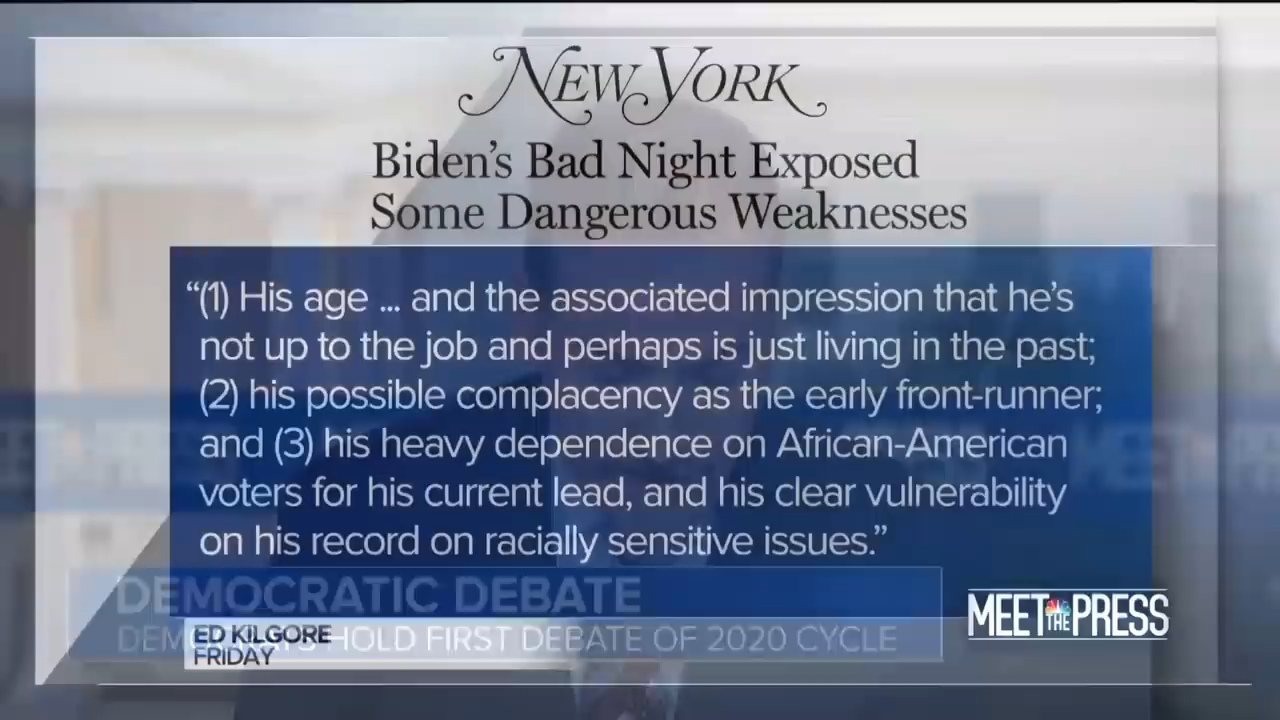 NEW YORK
Biden's Bad Night Exposed
Some Dangerous Weaknesses
“(1) His age ... and the associated impression that he's
not up to the job and perhaps is just living in the past;
(2) his possible complacency as the early front-runner;
and (3) his heavy dependence on African-American
voters for his current lead, and his clear vulnerability
on his record on racially sensitive issues.”
DEMOCRATIC DEBATE
HOLD FIRST DEBATE OF 2020 CYCLE
ED KILGORE
FRIDAY
MEET THE PRESS